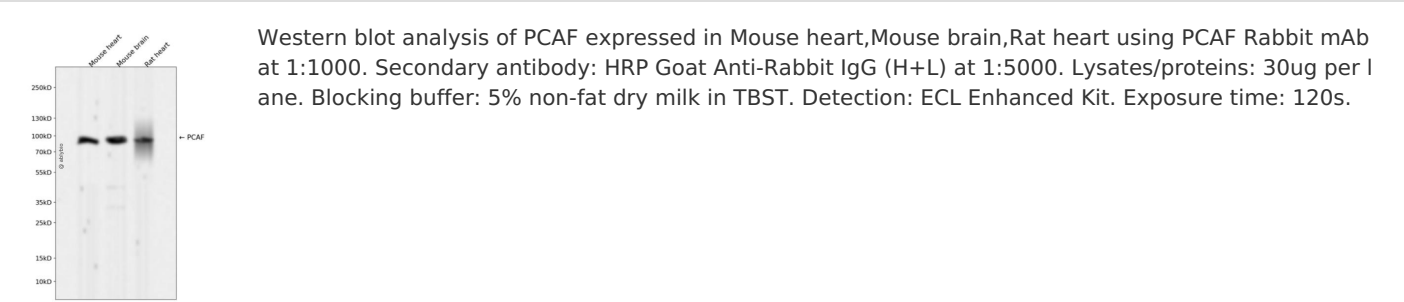 Mouse heart
Mouse brain
Rat heart
250kD
130kD
100kD
70kD
55kD
35kD
25kD
15kD
10kD
← PCAF
Western blot analysis of PCAF expressed in Mouse heart,Mouse brain,Rat heart using PCAF Rabbit mAb
at 1:1000. Secondary antibody: HRP Goat Anti-Rabbit IgG (H+L) at 1:5000. Lysates/proteins: 30ug per l
ane. Blocking buffer: 5% non-fat dry milk in TBST. Detection: ECL Enhanced Kit. Exposure time: 120s.